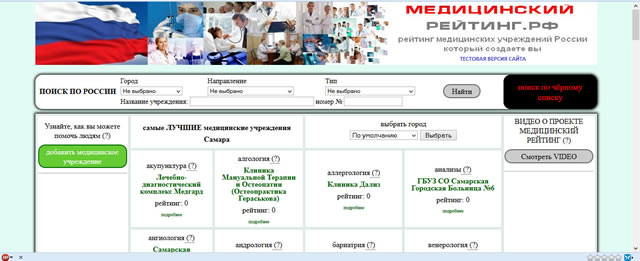 МЕДИЦИНСКИЙ
РЕЙТИНГ.РФ
рейтинг медицинских учреждений России
который создаете вы
ТЕСТОВАЯ ВЕРСИЯ САЙТА
ПОИСК ПО РОССИИ
Город Направление Тип
Не выбрано Не выбрано Не выбрано
Название учреждения: номер №
Найти
поиск по чёрному
списку
Узнайте, как вы можете
помочь людям (?)
добавить медицинское
учреждение
самые ЛУЧШИЕ медицинские учреждения
Самара
выбрать город
По умолчанию Выбрать
ВИДЕО О ПРОЕКТЕ
МЕДИЦИНСКИЙ
РЕЙТИНГ (?)
Смотреть VIDEO
акупунктура (?)
Лечебно-
диагностический
комплекс Медгард
рейтинг: 0
подробнее
алгология (?)
Клиника
Мануальной Терапии
и Остеопатии
(Остеопрактика
Гераськова)
рейтинг: 0
подробнее
аллергология (?)
Клиника Дализ
рейтинг: 0
подробнее
анализы (?)
ГБУЗ СО Самарская
Городская Больница №6
рейтинг: 0
подробнее
ангиология (?)
Самарская
андрология (?)
бариатрия (?)
венерология (?)